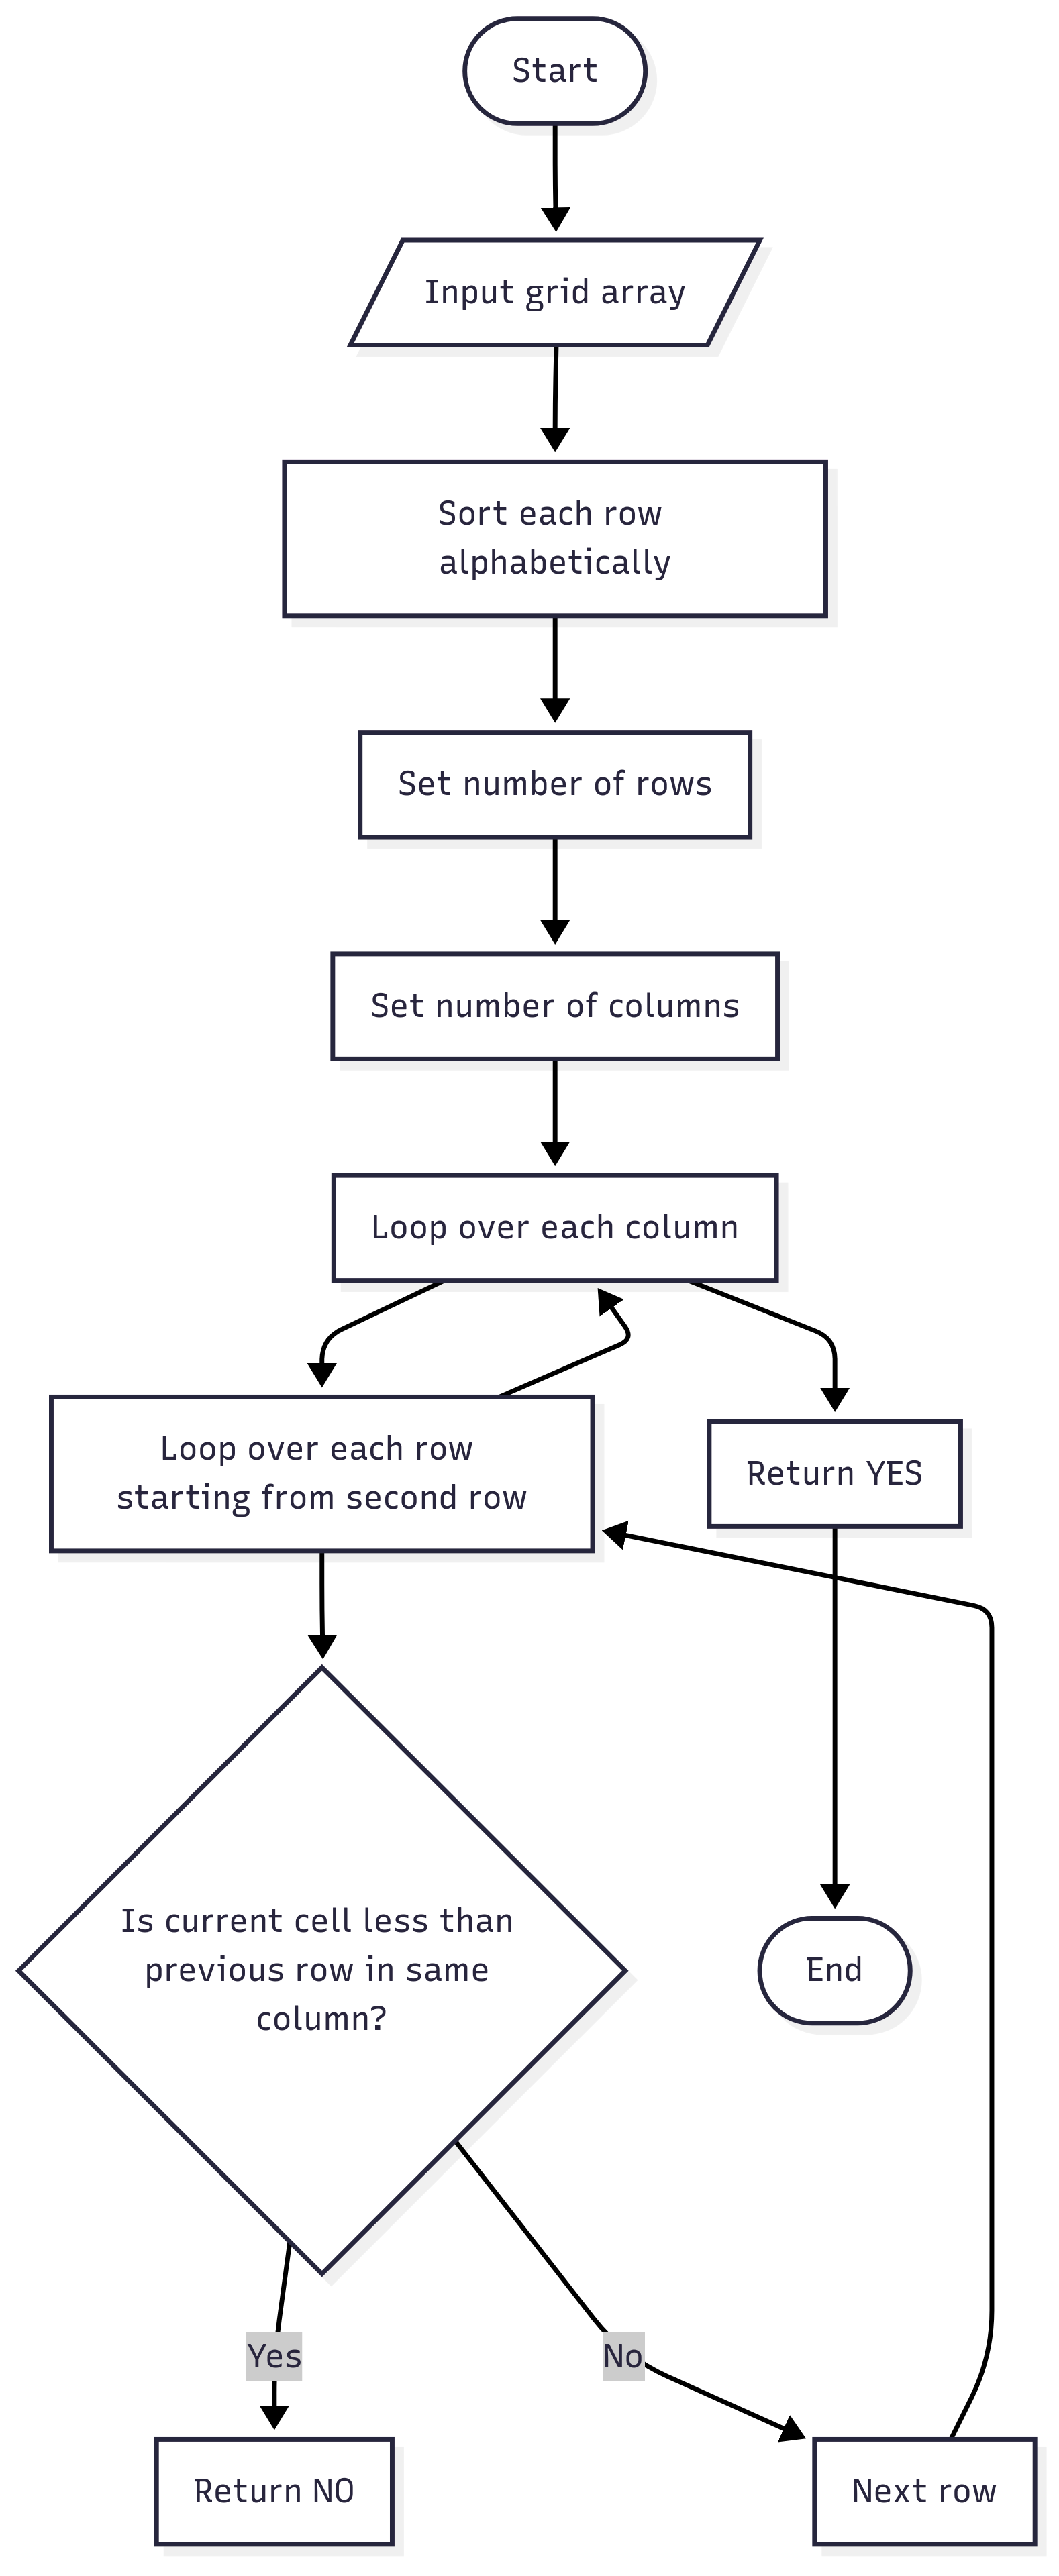 Start
Input grid array
Sort each row
alphabetically
Set number of rows
Set number of columns
Loop over each column
Loop over each row
starting from second row
Return YES
Is current cell less than
previous row in same
column?
End
Yes
No
Return NO
Next row